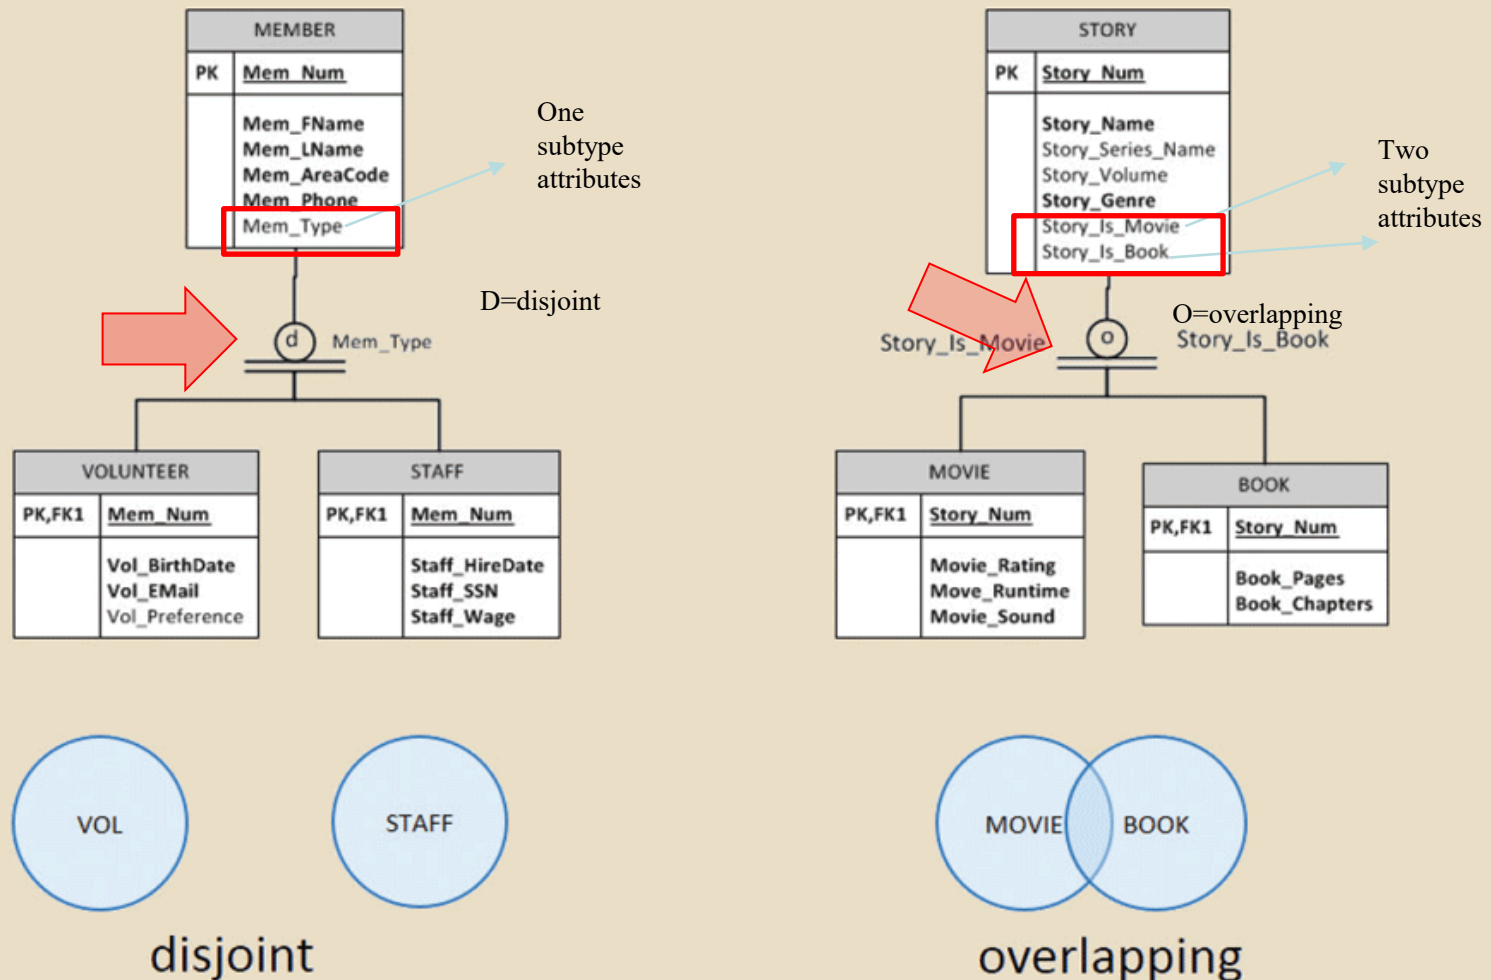 MEMBER
PK Mem_Num
Mem_FName
Mem_LName
Mem_AreaCode
Mem_Phone
Mem_Type
One
subtype
attributes
D=disjoint
d Mem_Type
VOLUNTEER
PK,FK1 Mem_Num
Vol_BirthDate
Vol_EMail
Vol_Preference
STAFF
PK,FK1 Mem_Num
Staff_HireDate
Staff_SSN
Staff_Wage
VOL
STAFF
disjoint
STORY
PK Story_Num
Story_Name
Story_Series_Name
Story_Volume
Story_Genre
Story_Is_Movie
Story_Is_Book
Two
subtype
attributes
O=overlapping
Story_Is_Movie o Story_Is_Book
MOVIE
PK,FK1 Story_Num
Movie_Rating
Move_Runtime
Movie_Sound
BOOK
PK,FK1 Story_Num
Book_Pages
Book_Chapters
MOVIE BOOK
overlapping